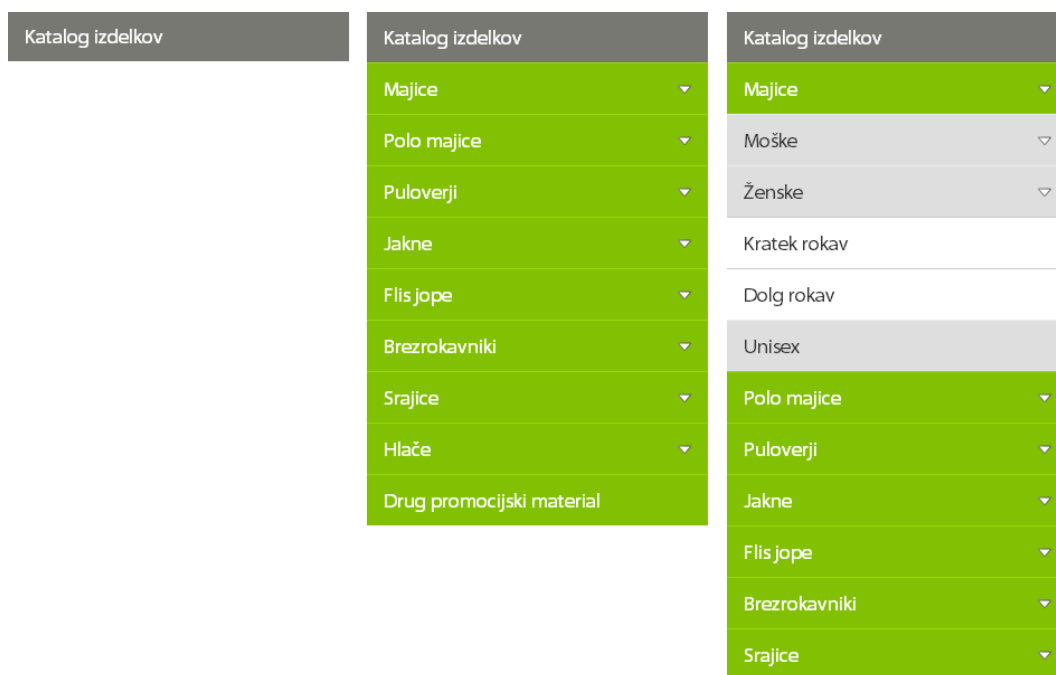 Katalog izdelkov
Katalog izdelkov
Majice
Polo majice
Puloverji
Jakne
Flis jope
Brezrokavniki
Srajice
Hlače
Drug promocijski material
Katalog izdelkov
Majice
Moške
Ženske
Kratek rokav
Dolg rokav
Unisex
Polo majice
Puloverji
Jakne
Flis jope
Brezrokavniki
Srajice